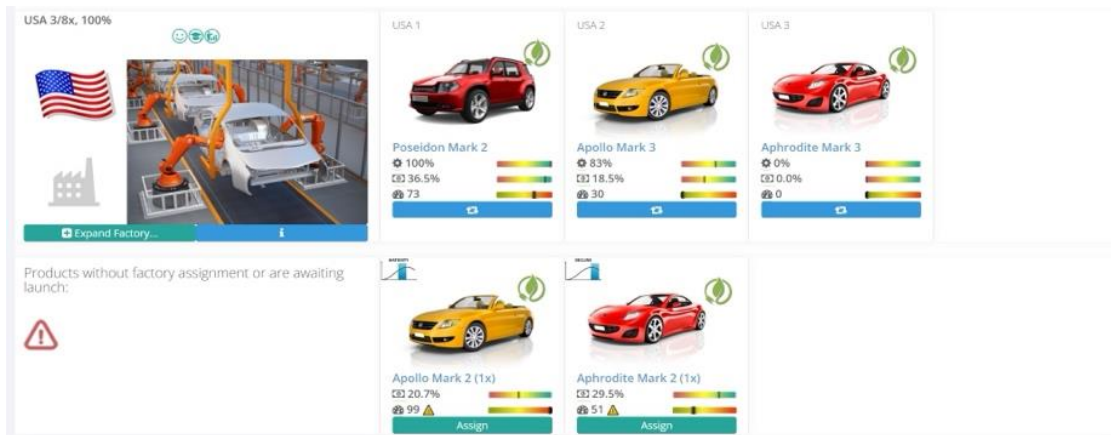 USA 3/8x, 100%
Expand Factory...
i
USA 1
Poseidon Mark 2
100%
36.5%
73
USA 2
Apollo Mark 3
83%
18.5%
30
USA 3
Aphrodite Mark 3
0%
0.0%
0
Products without factory assignment or are awaiting
launch:
MATURITY
Apollo Mark 2 (1x)
20.7%
99
Assign
DECLINE
Aphrodite Mark 2 (1x)
29.5%
51
Assign